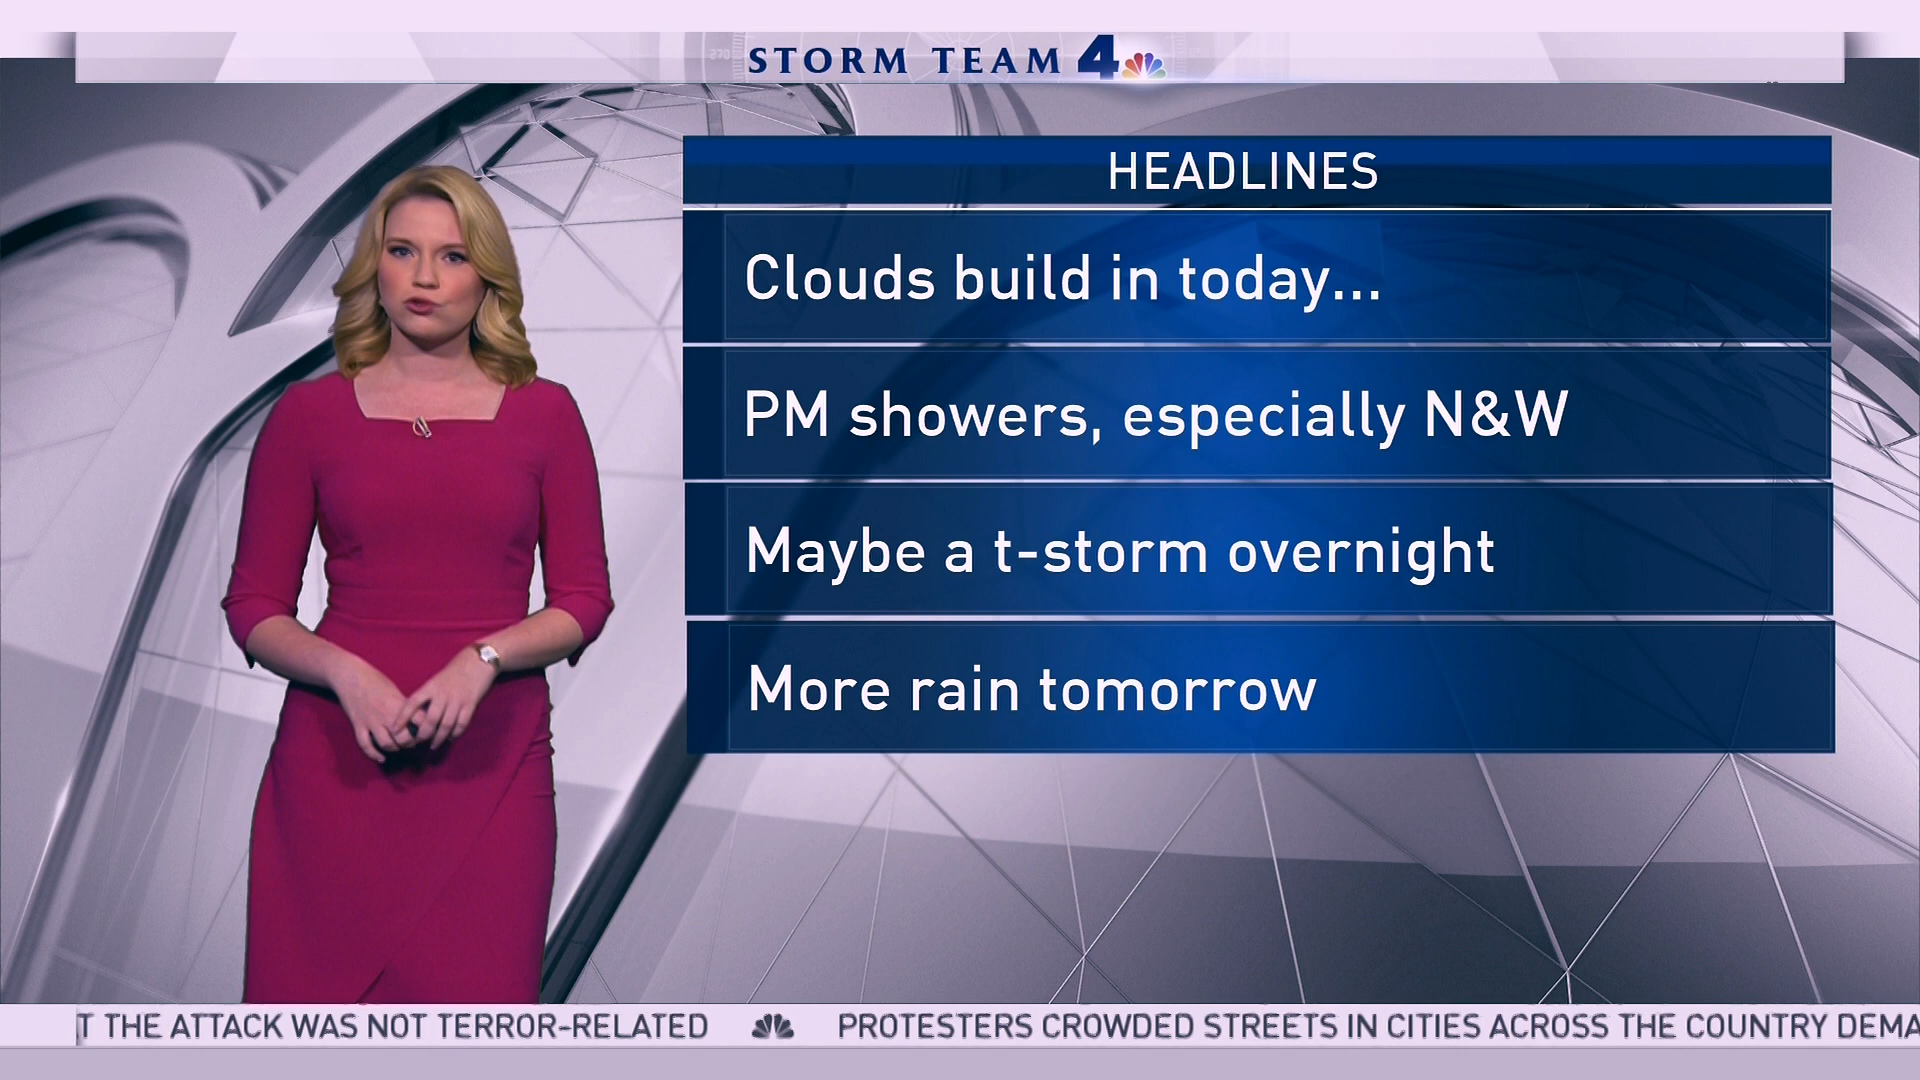 STORM TEAM 4
HEADLINES
Clouds build in today...
PM showers, especially N&W
Maybe a t-storm overnight
More rain tomorrow
T THE ATTACK WAS NOT TERROR-RELATED PROTESTERS CROWDED STREETS IN CITIES ACROSS THE COUNTRY DEMA